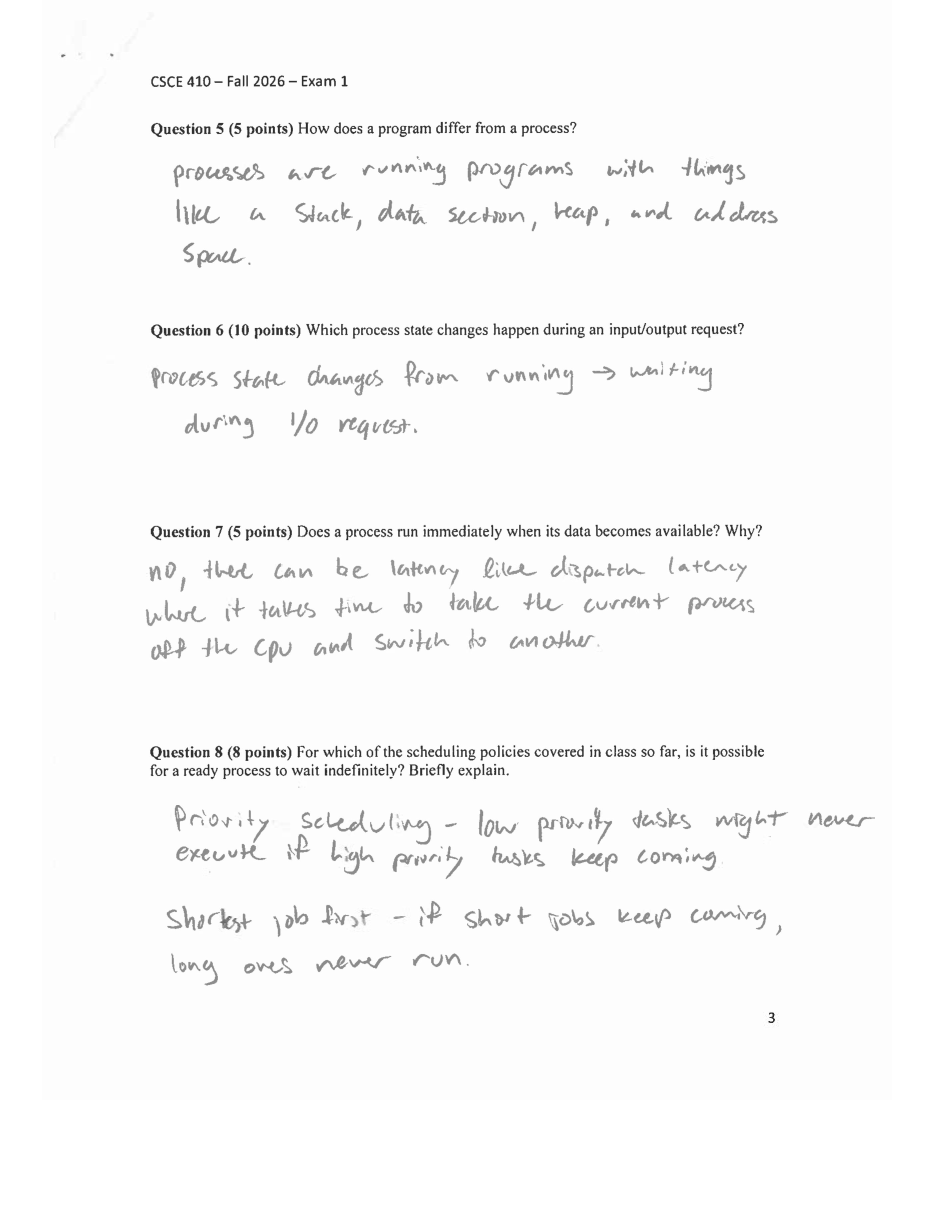 CSCE 410 – Fall 2026 – Exam 1
Question 5 (5 points) How does a program differ from a process?
processes are running programs with things
like a stack, data section, heap, and address
space.
Question 6 (10 points) Which process state changes happen during an input/output request?
process state changes from running → waiting
during I/O request.
Question 7 (5 points) Does a process run immediately when its data becomes available? Why?
no, there can be latency like dispatch latency
where it takes time to take the current process
off the cpu and switch to another.
Question 8 (8 points) For which of the scheduling policies covered in class so far, is it possible
for a ready process to wait indefinitely? Briefly explain.
Priority scheduling - low priority tasks might never
execute if high priority tasks keep coming.
Shortest job first - if short jobs keep coming,
long ones never run.
3